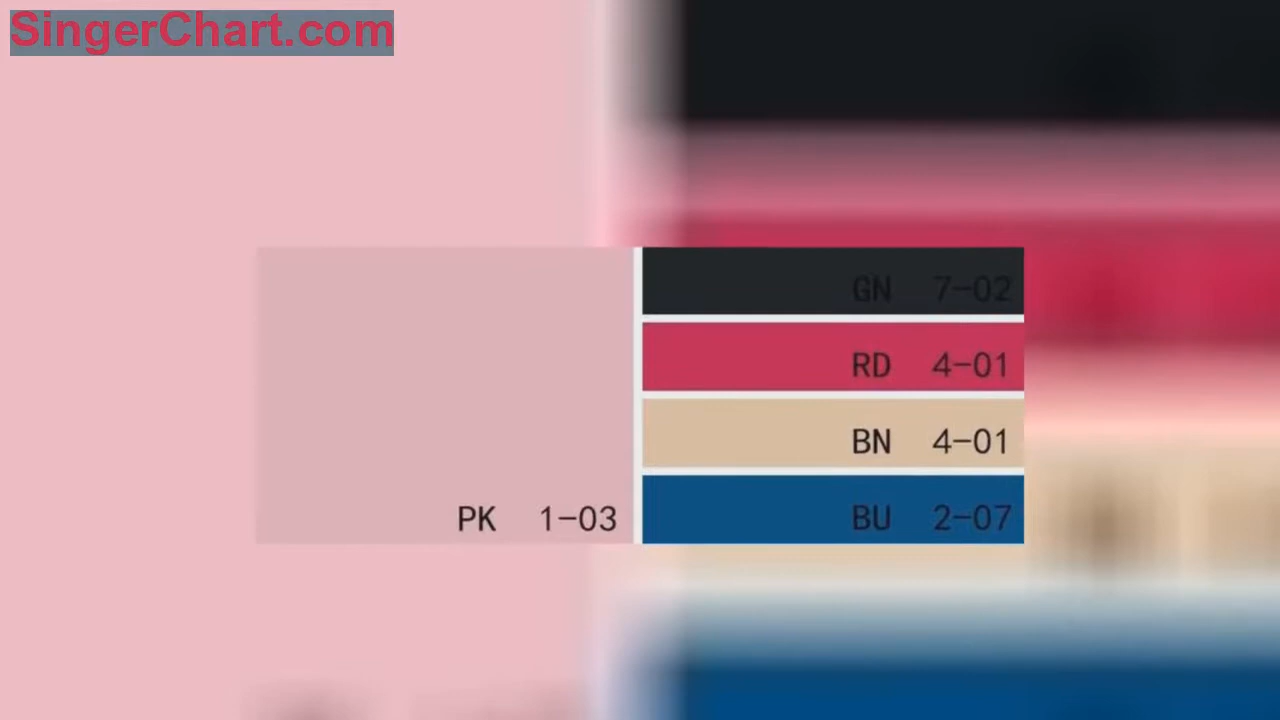 SingerChart.com
GN 7-02
RD 4-01
BN 4-01
PK 1-03
BU 2-07